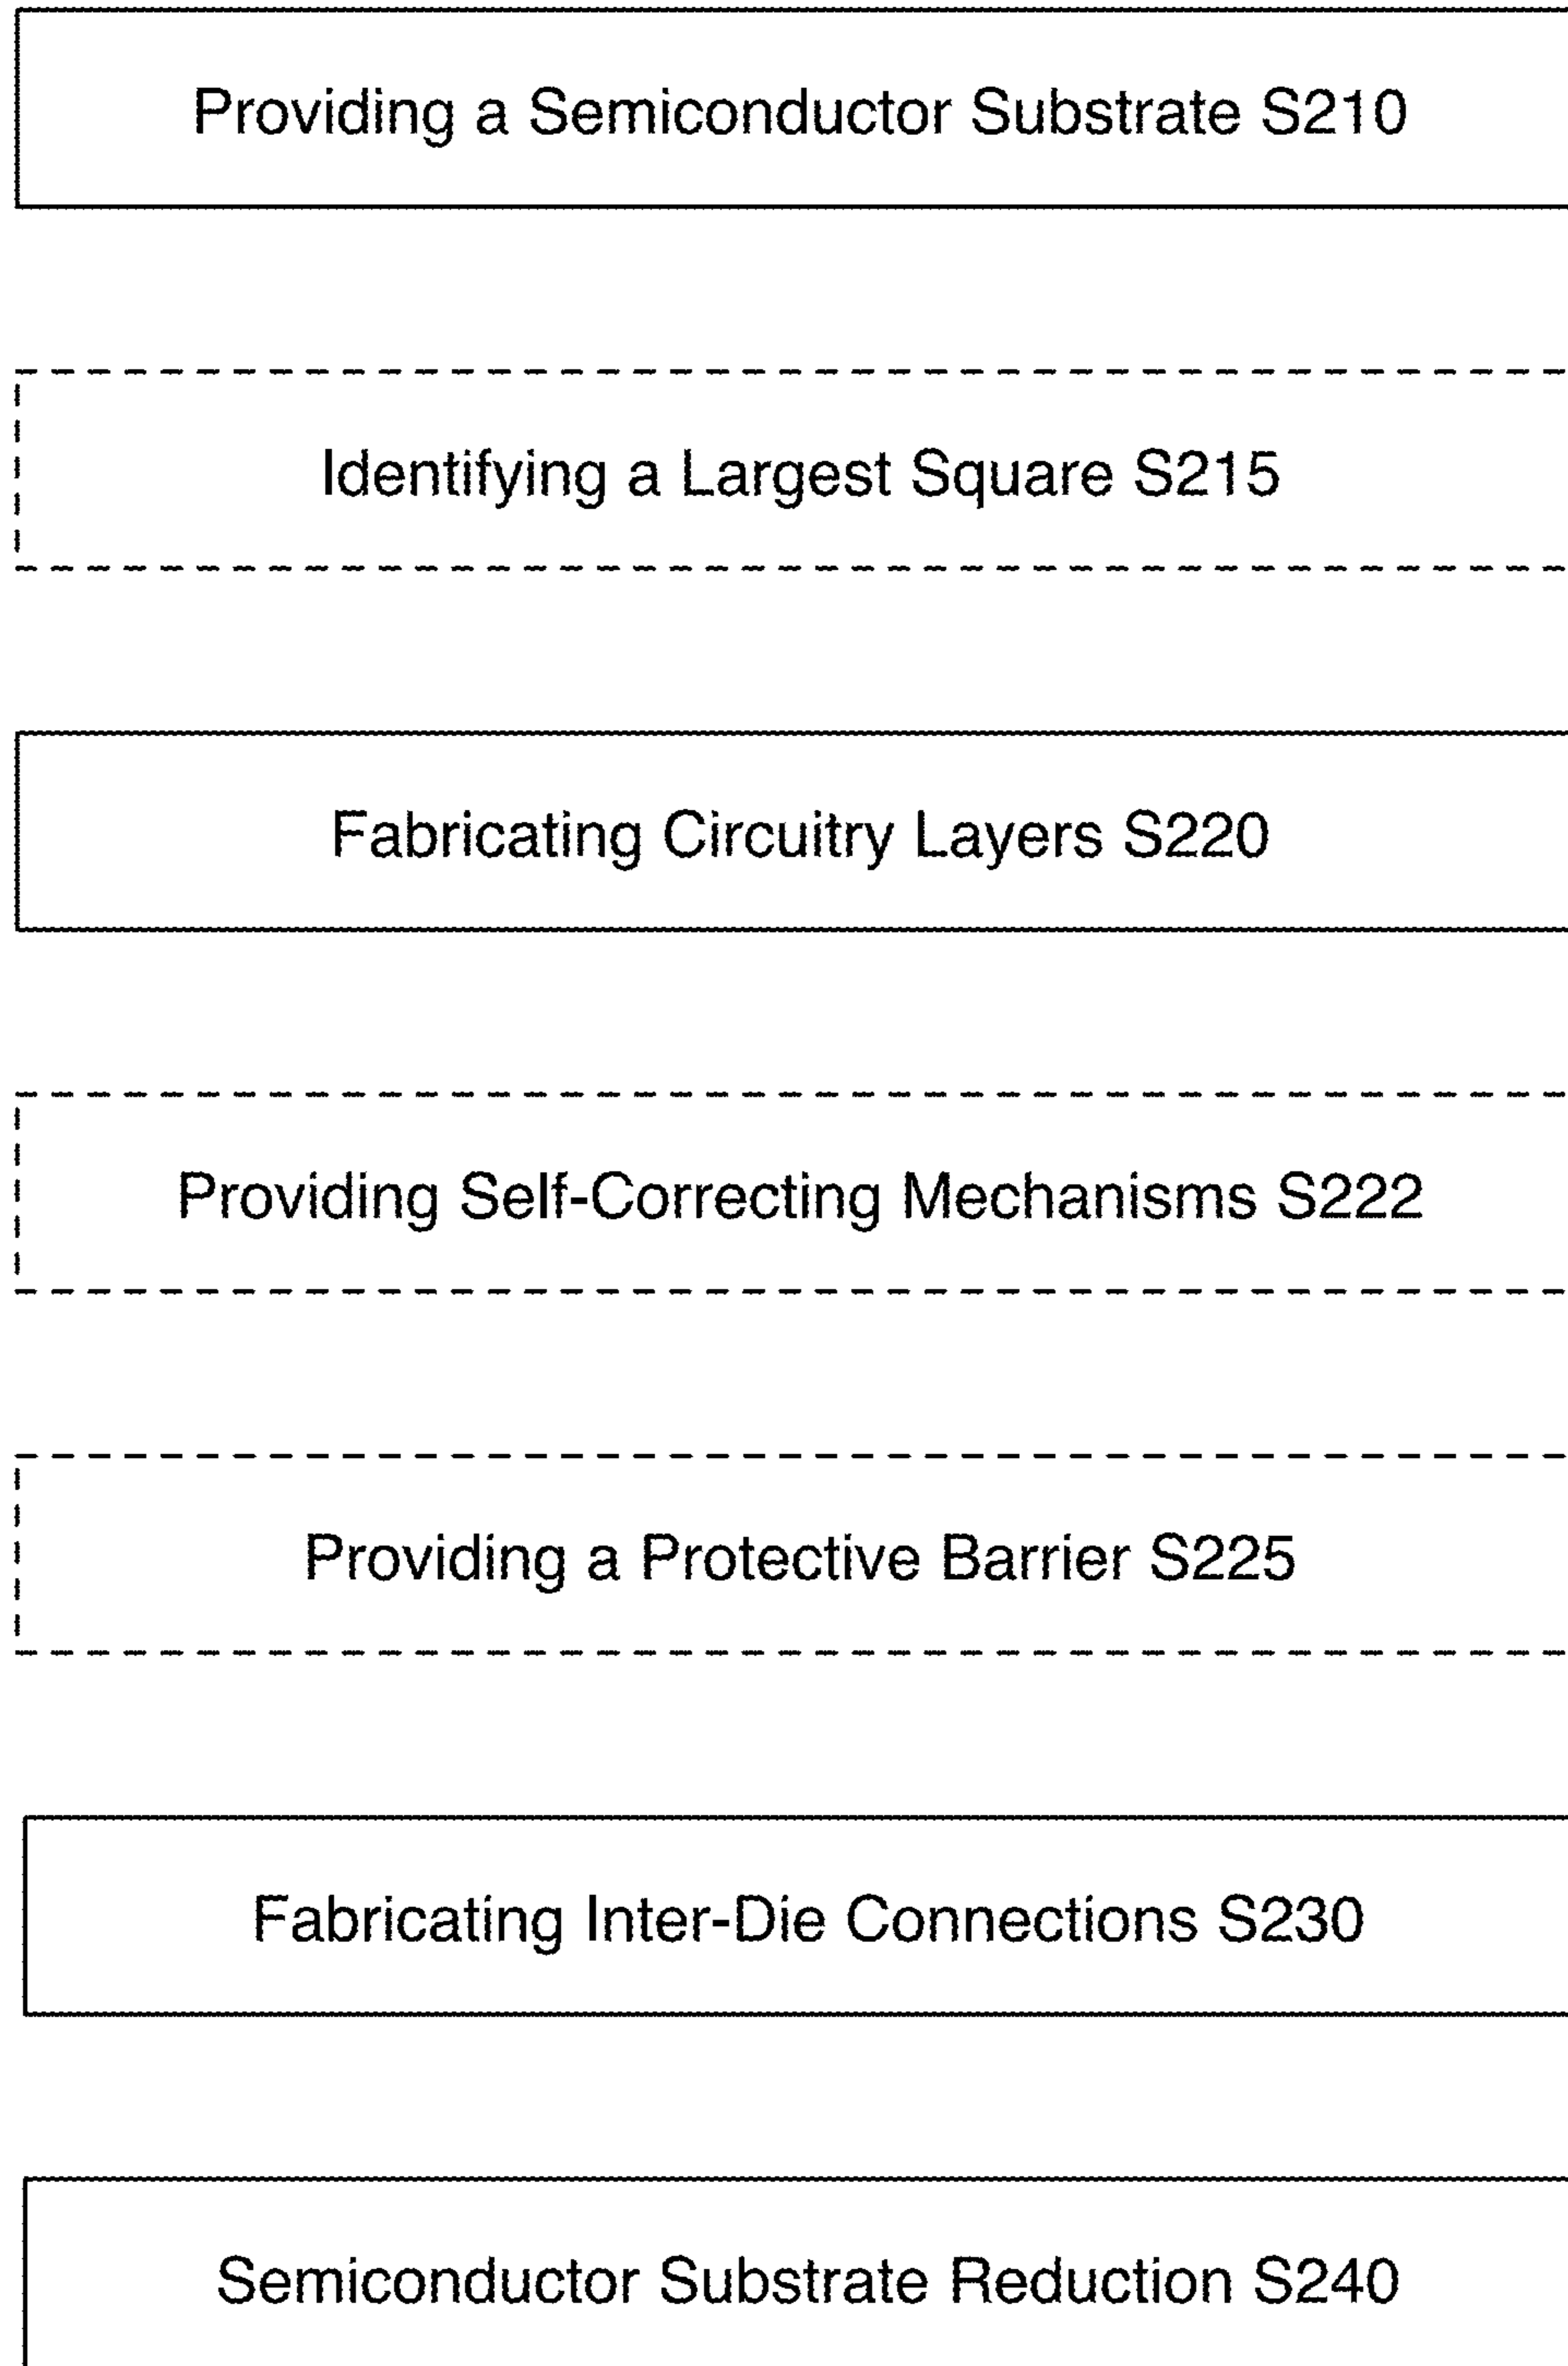 Providing a Semiconductor Substrate S210
Identifying a Largest Square S215
Fabricating Circuitry Layers S220
Providing Self-Correcting Mechanisms S222
Providing a Protective Barrier S225
Fabricating Inter-Die Connections S230
Semiconductor Substrate Reduction S240